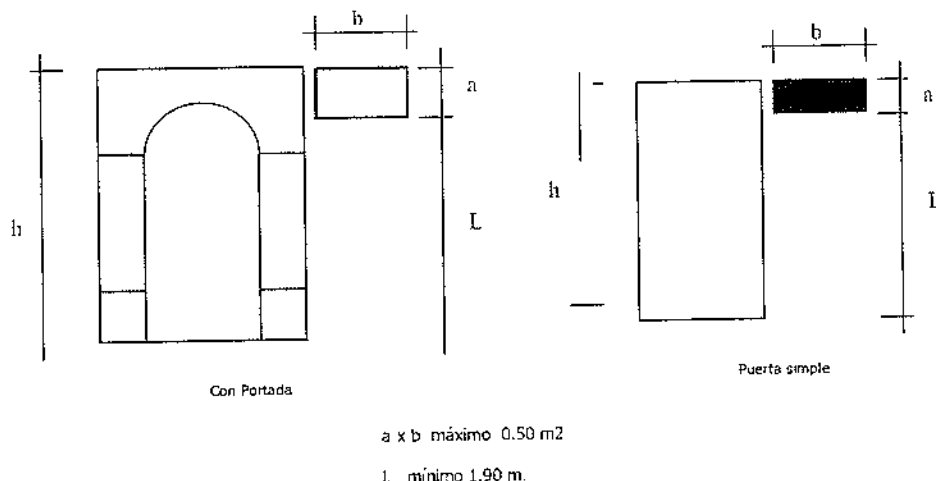 b
a
h
L
Con Portada
b
a
h
L
Puerta simple
a x b máximo 0.50 m2
L mínimo 1.90 m.